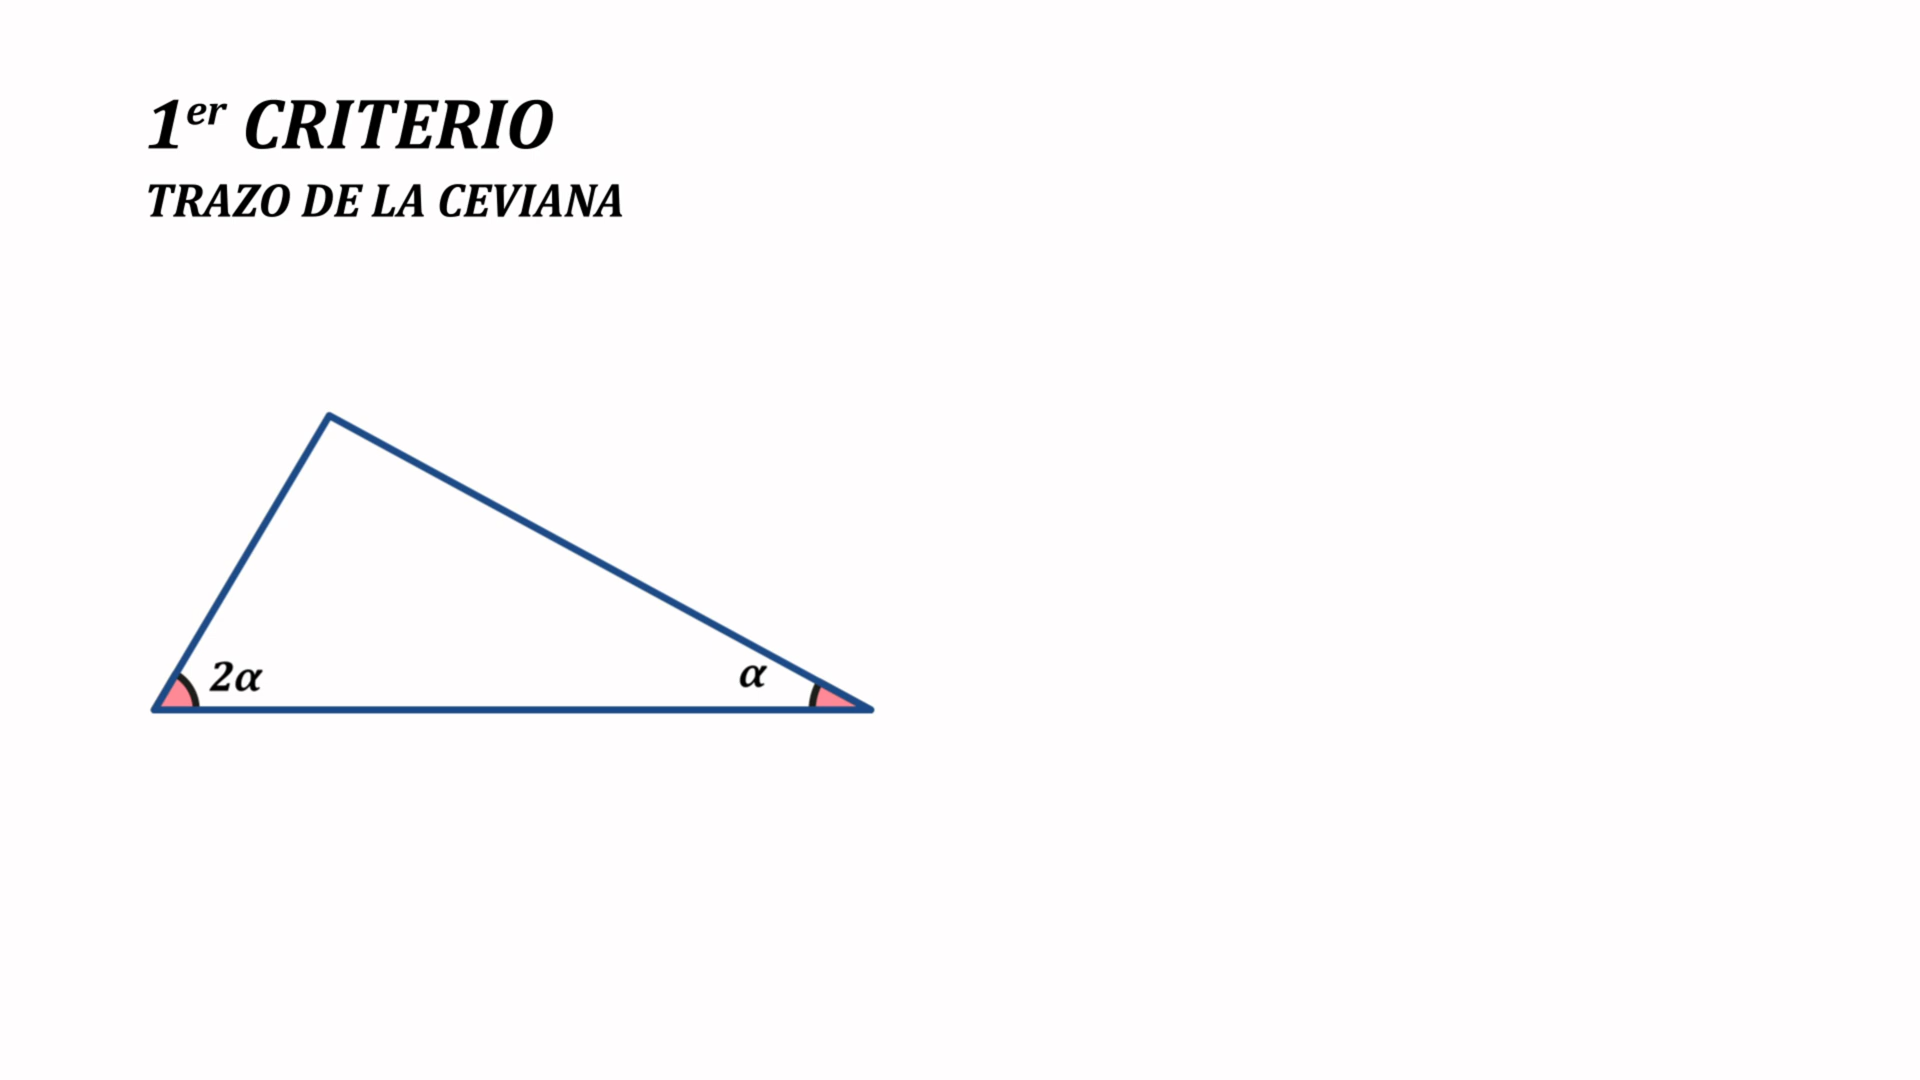 1er CRITERIO
TRAZO DE LA CEVIANA
2α
α